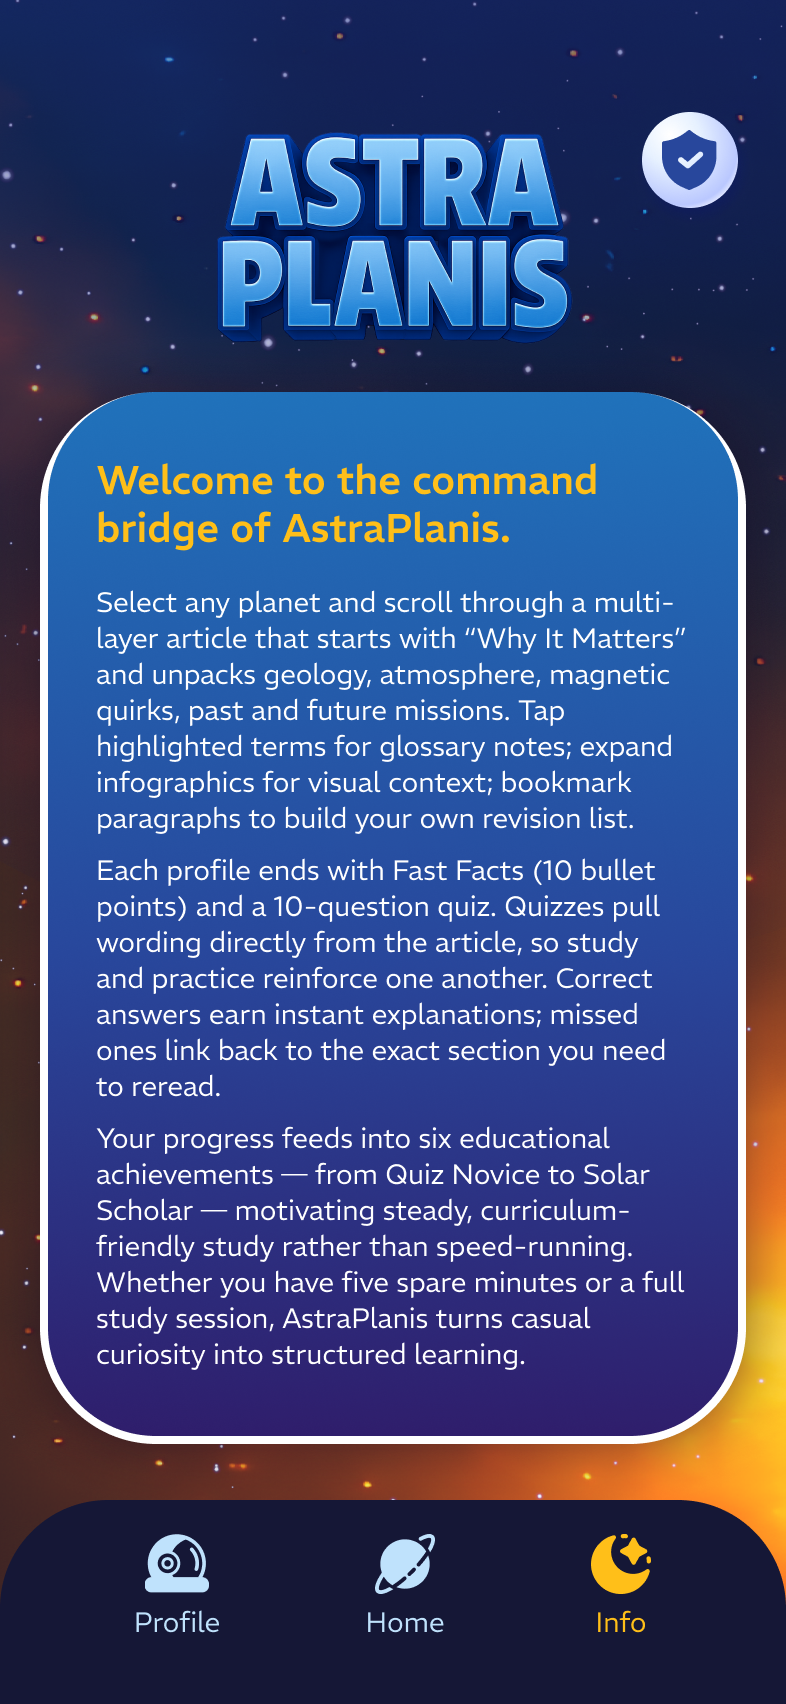 ASTRA
PLANIS
Welcome to the command
bridge of AstraPlanis.
Select any planet and scroll through a multi-
layer article that starts with “Why It Matters”
and unpacks geology, atmosphere, magnetic
quirks, past and future missions. Tap
highlighted terms for glossary notes; expand
infographics for visual context; bookmark
paragraphs to build your own revision list.
Each profile ends with Fast Facts (10 bullet
points) and a 10-question quiz. Quizzes pull
wording directly from the article, so study
and practice reinforce one another. Correct
answers earn instant explanations; missed
ones link back to the exact section you need
to reread.
Your progress feeds into six educational
achievements — from Quiz Novice to Solar
Scholar — motivating steady, curriculum-
friendly study rather than speed-running.
Whether you have five spare minutes or a full
study session, AstraPlanis turns casual
curiosity into structured learning.
Profile
Home
Info